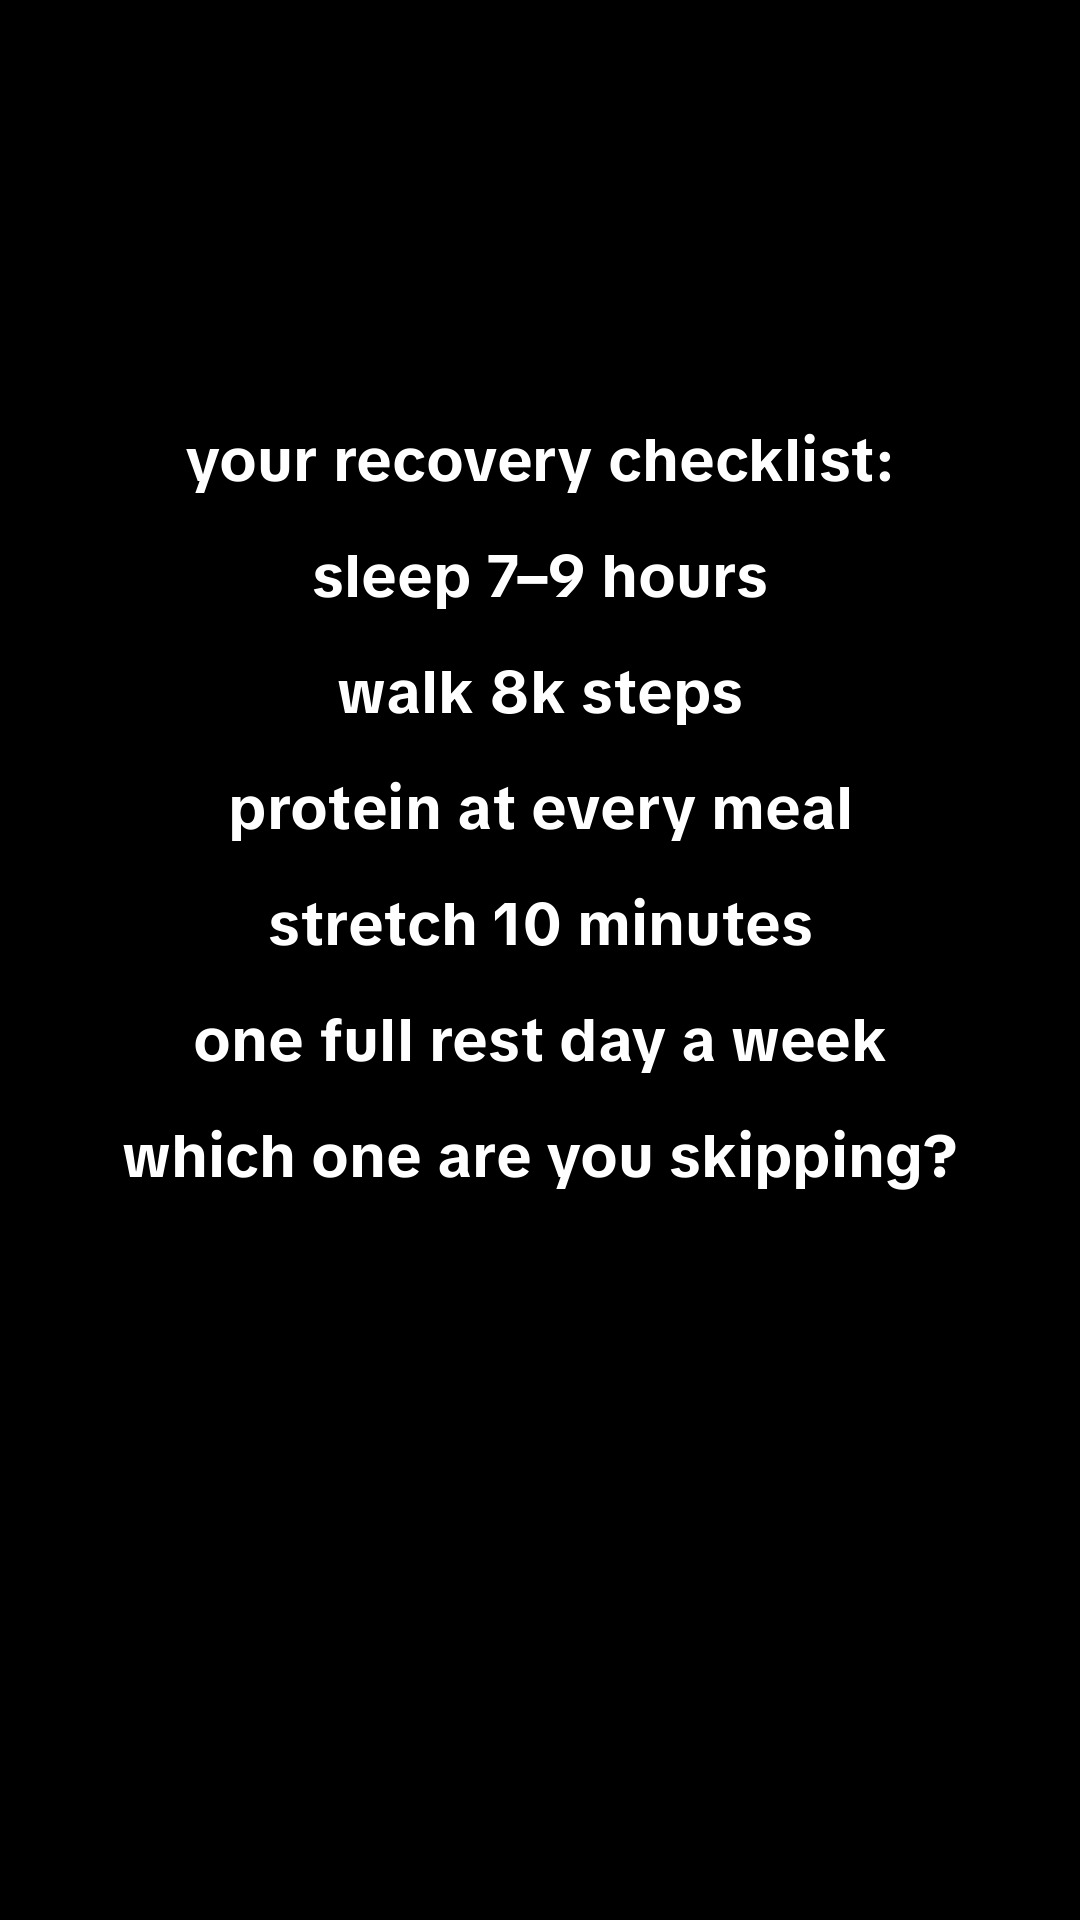 your recovery checklist:
sleep 7–9 hours
walk 8k steps
protein at every meal
stretch 10 minutes
one full rest day a week
which one are you skipping?